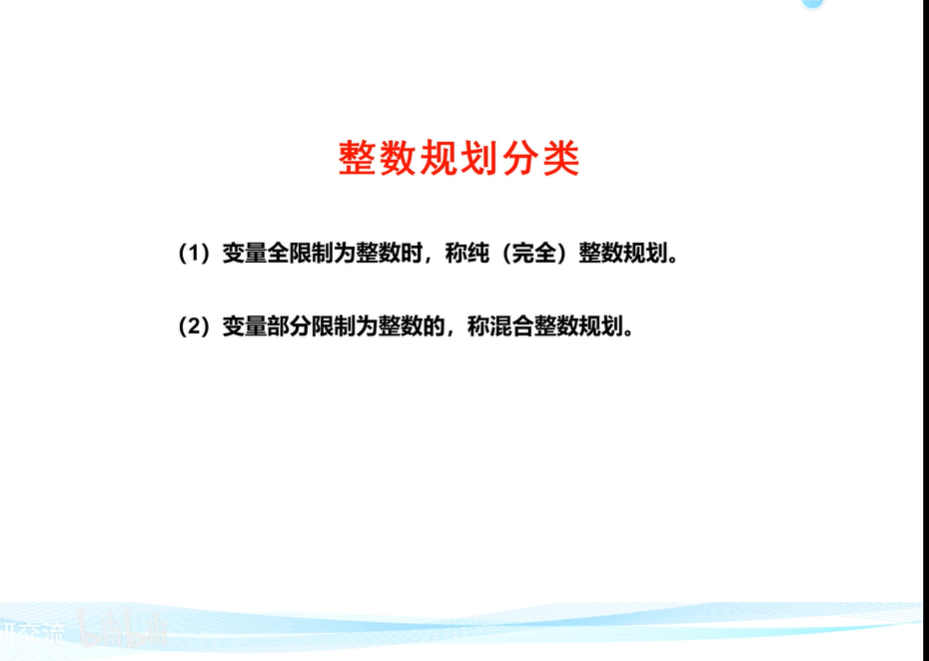 整数规划分类
（1）变量全限制为整数时，称纯（完全）整数规划。
（2）变量部分限制为整数的，称混合整数规划。
研交流